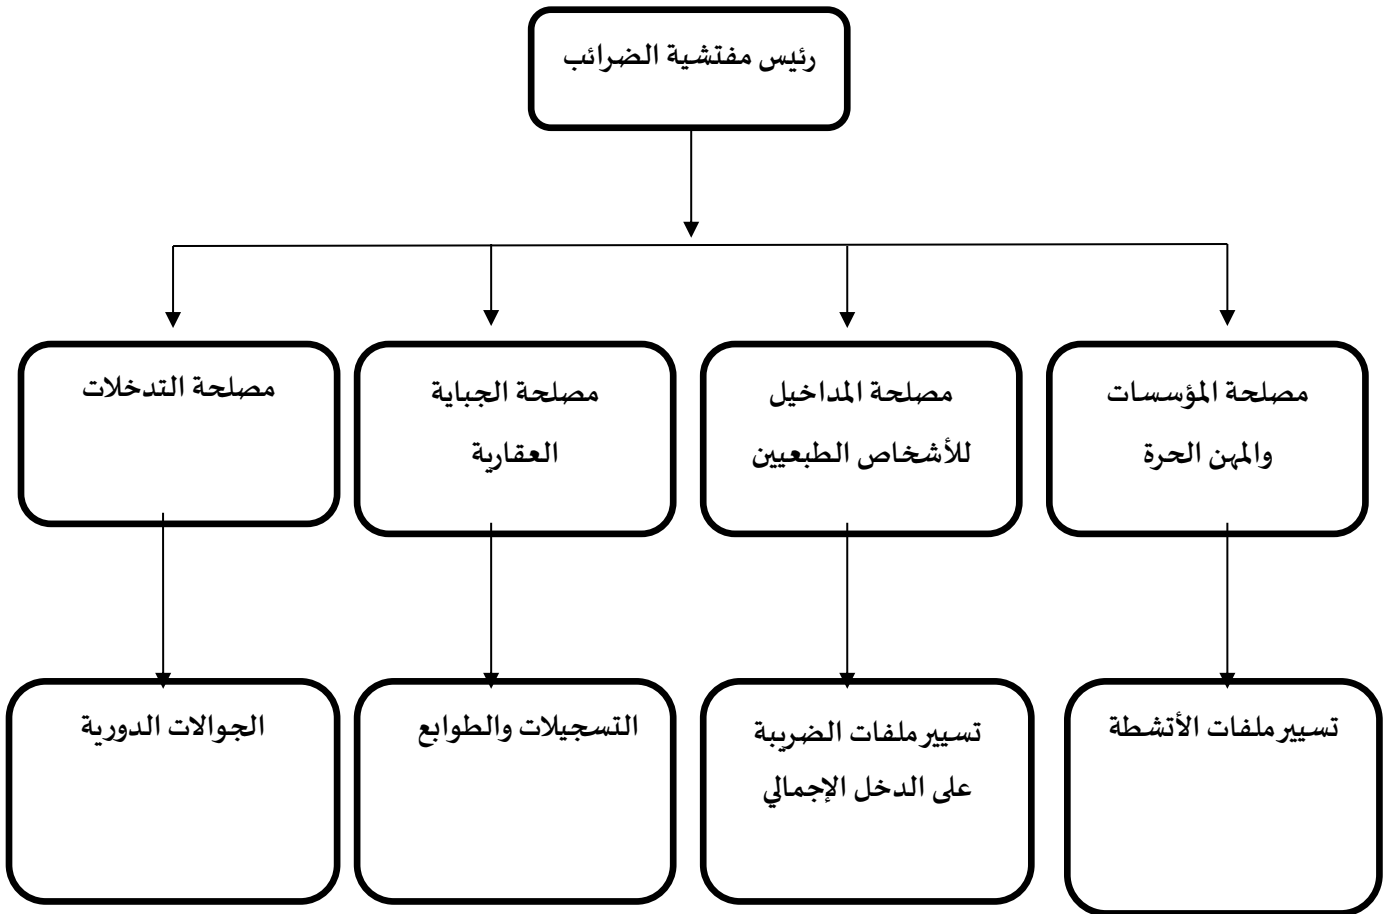 رئيس مفتشية الضرائب
مصلحة المؤسسات
والمهن الحرة
مصلحة المداخيل
للأشخاص الطبعيين
مصلحة الجباية
العقارية
مصلحة التدخلات
تسيير ملفات الأتشطة
تسيير ملفات الضريبة
على الدخل الإجمالي
التسجيلات والطوابع
الجوالات الدورية